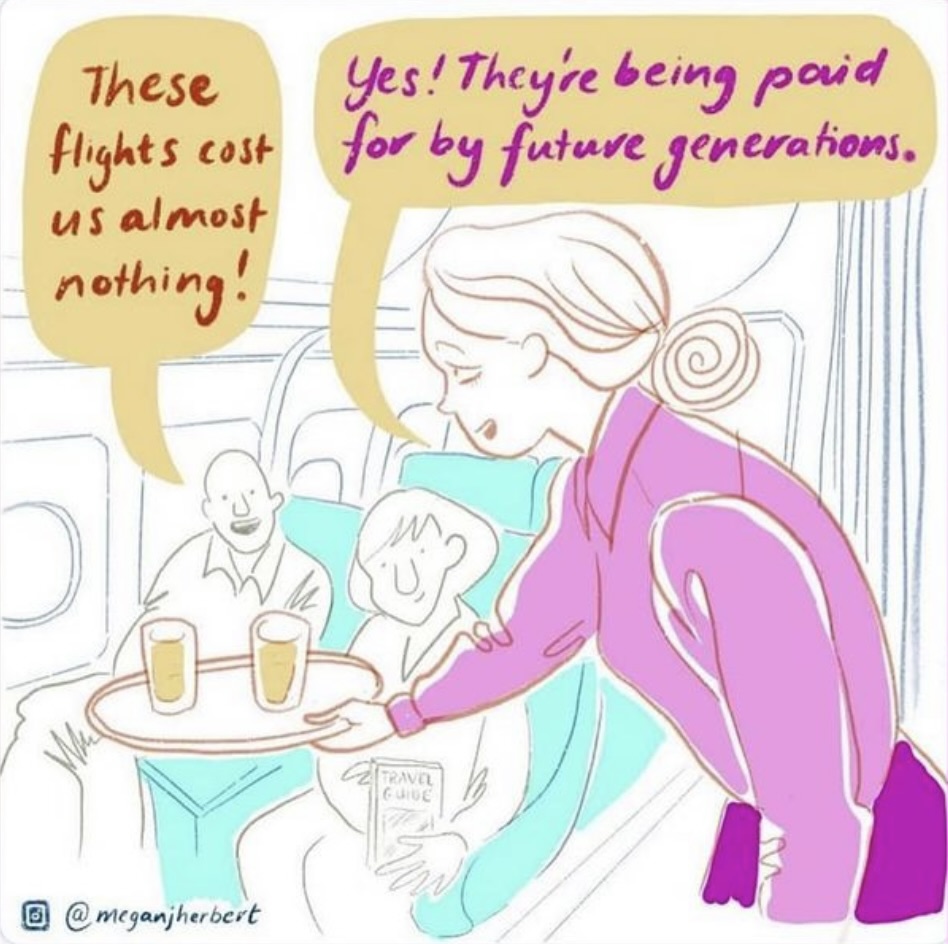 These
flights cost
us almost
nothing!
Yes! They're being paid
for by future generations.
TRAVEL
GUIDE
@meganjherbert